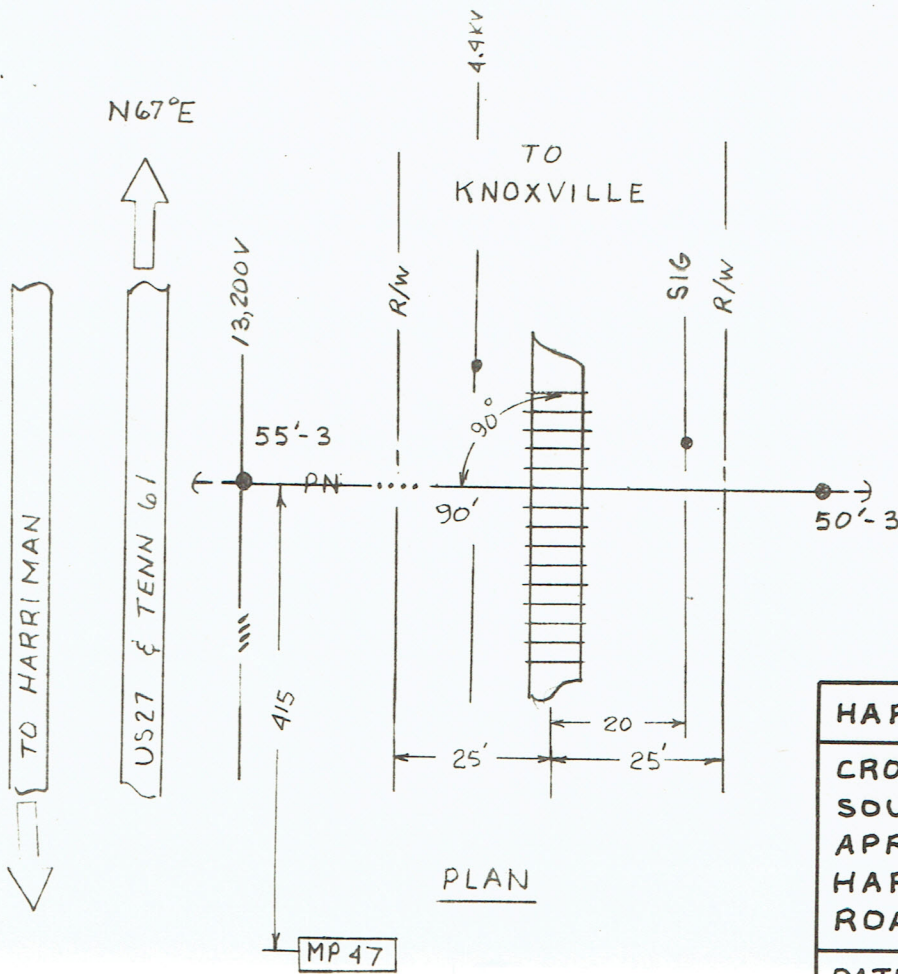 N67°E
4.4KV
TO
KNOXVILLE
13,200V
R/W
SIG
R/W
55'-3
90°
PN
90'
50'-3
TO HARRIMAN
US27 & TENN 61
415
20
25'
25'
PLAN
MP 47
HAR
CRO
SOU
APR
HAR
ROA